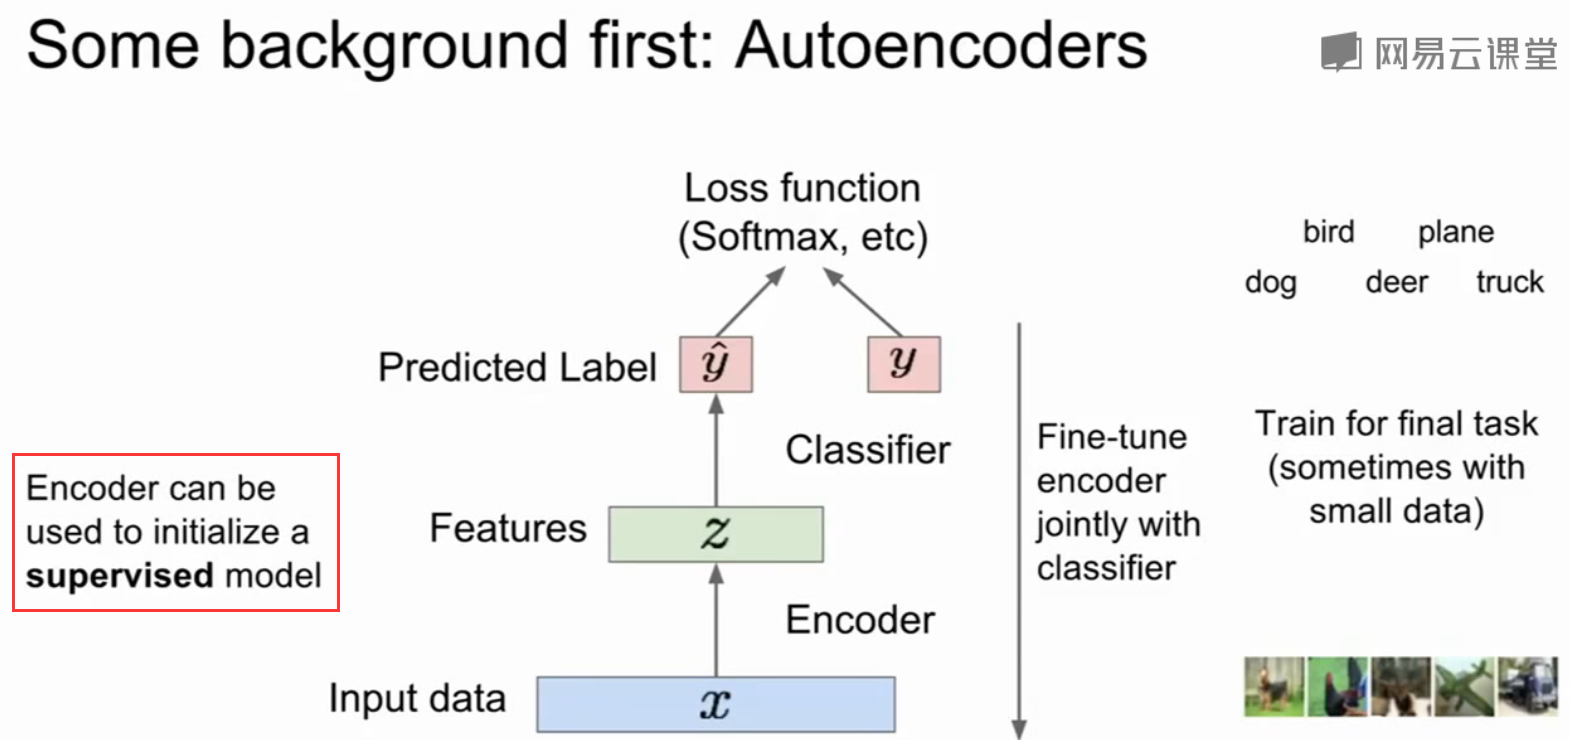 Some background first: Autoencoders
网易云课堂
Loss function
(Softmax, etc)
bird plane
dog deer truck
Predicted Label
ŷ
y
Classifier
Fine-tune
encoder
jointly with
classifier
Train for final task
(sometimes with
small data)
Encoder can be
used to initialize a
supervised model
Features
z
Encoder
Input data
x